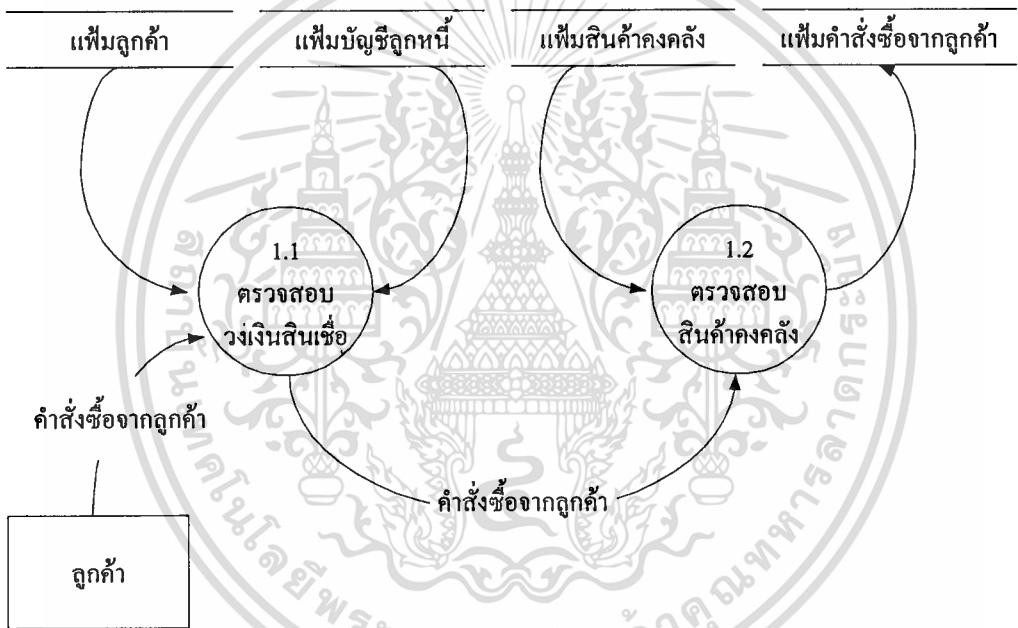 แฟ้มลูกค้า
แฟ้มบัญชีลูกหนี้
แฟ้มสินค้าคงคลัง
แฟ้มคำสั่งซื้อจากลูกค้า
1.1
ตรวจสอบ
วงเงินสินเชื่อ
1.2
ตรวจสอบ
สินค้าคงคลัง
คำสั่งซื้อจากลูกค้า
คำสั่งซื้อจากลูกค้า
ลูกค้า